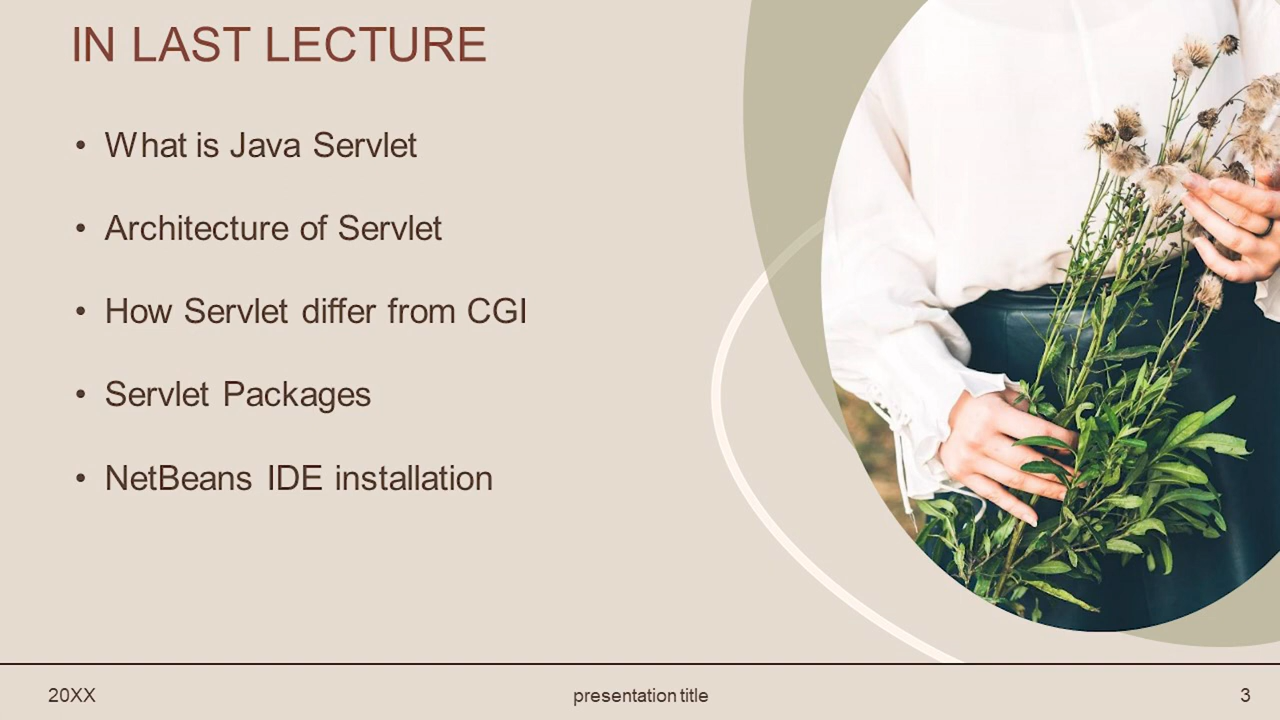 IN LAST LECTURE
• What is Java Servlet
• Architecture of Servlet
• How Servlet differ from CGI
• Servlet Packages
• NetBeans IDE installation
20XX
presentation title
3